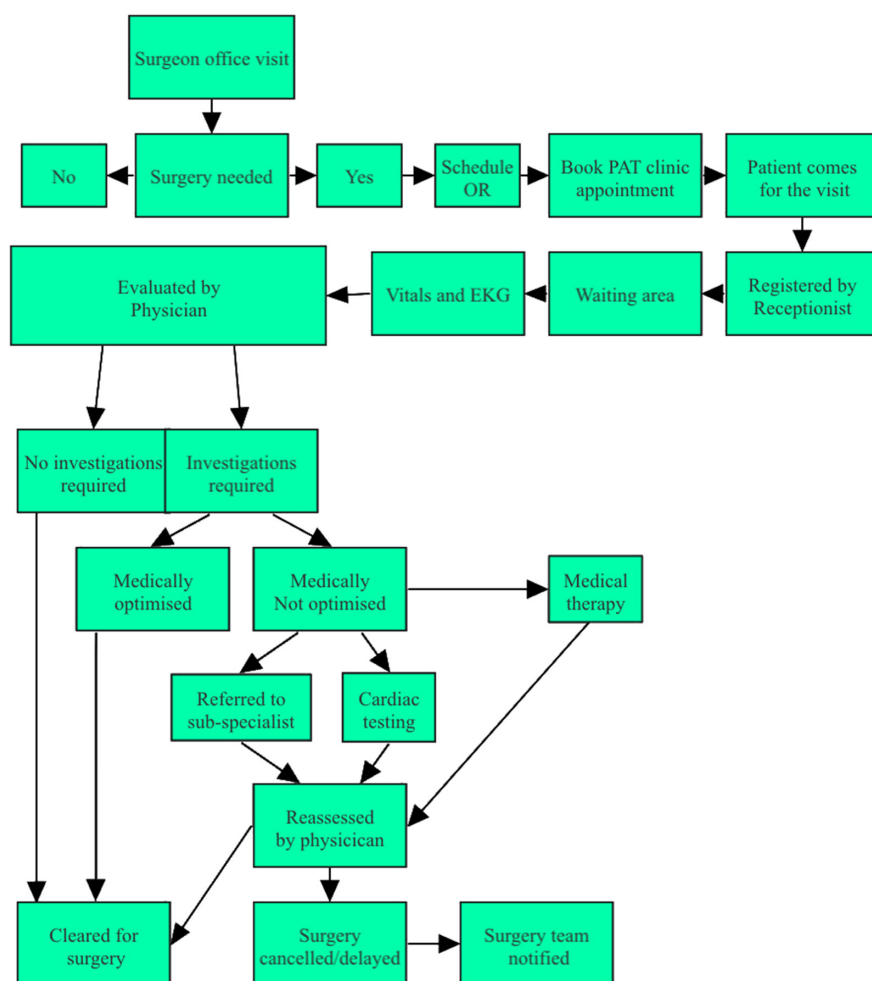 Surgeon office visit
No
Surgery needed
Yes
Schedule
OR
Book PAT clinic
appointment
Patient comes
for the visit
Evaluated by
Physician
Vitals and EKG
Waiting area
Registered by
Receptionist
No investigations
required
Investigations
required
Medically
optimised
Medically
Not optimised
Medical
therapy
Referred to
sub-specialist
Cardiac
testing
Reassessed
by physicican
Cleared for
surgery
Surgery
cancelled/delayed
Surgery team
notified